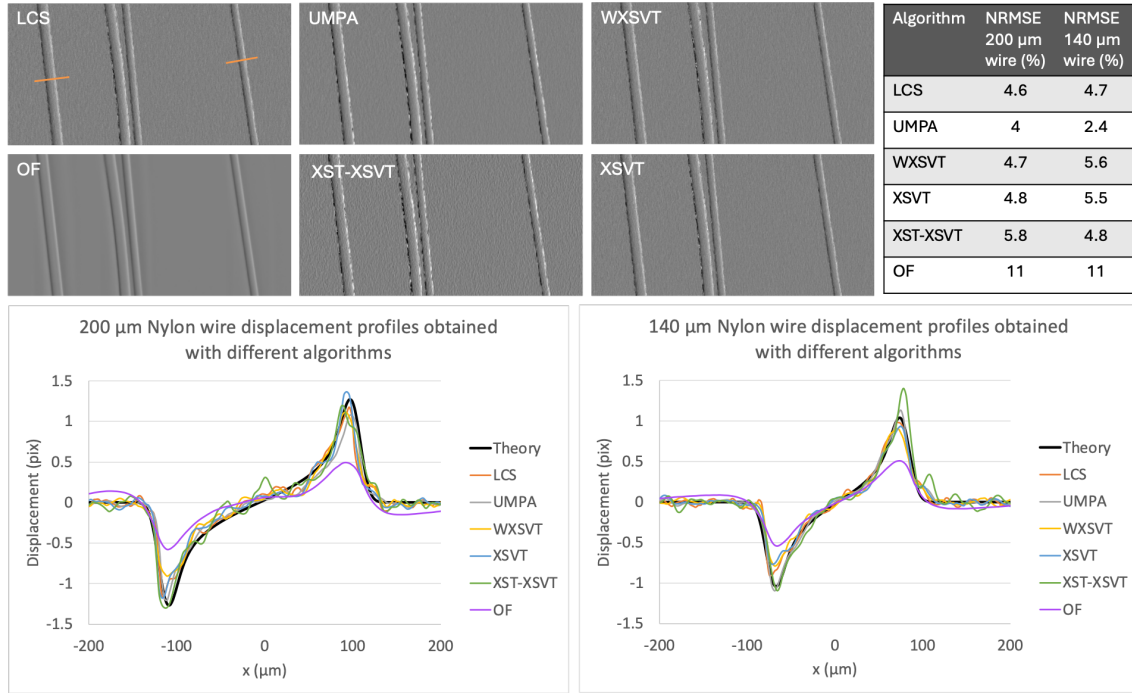 LCS
UMPA
WXSVT
OF
XST-XSVT
XSVT
Algorithm NRMSE 200 µm wire (%) NRMSE 140 µm wire (%)
LCS 4.6 4.7
UMPA 4 2.4
WXSVT 4.7 5.6
XSVT 4.8 5.5
XST-XSVT 5.8 4.8
OF 11 11
200 µm Nylon wire displacement profiles obtained
with different algorithms
Displacement (pix)
1.5
1
0.5
0
-0.5
-1
-1.5
-200 -100 0 100 200
x (µm)
Theory
LCS
UMPA
WXSVT
XSVT
XST-XSVT
OF
140 µm Nylon wire displacement profiles obtained
with different algorithms
Displacement (pix)
1.5
1
0.5
0
-0.5
-1
-1.5
-200 -100 0 100 200
x (µm)
Theory
LCS
UMPA
WXSVT
XSVT
XST-XSVT
OF